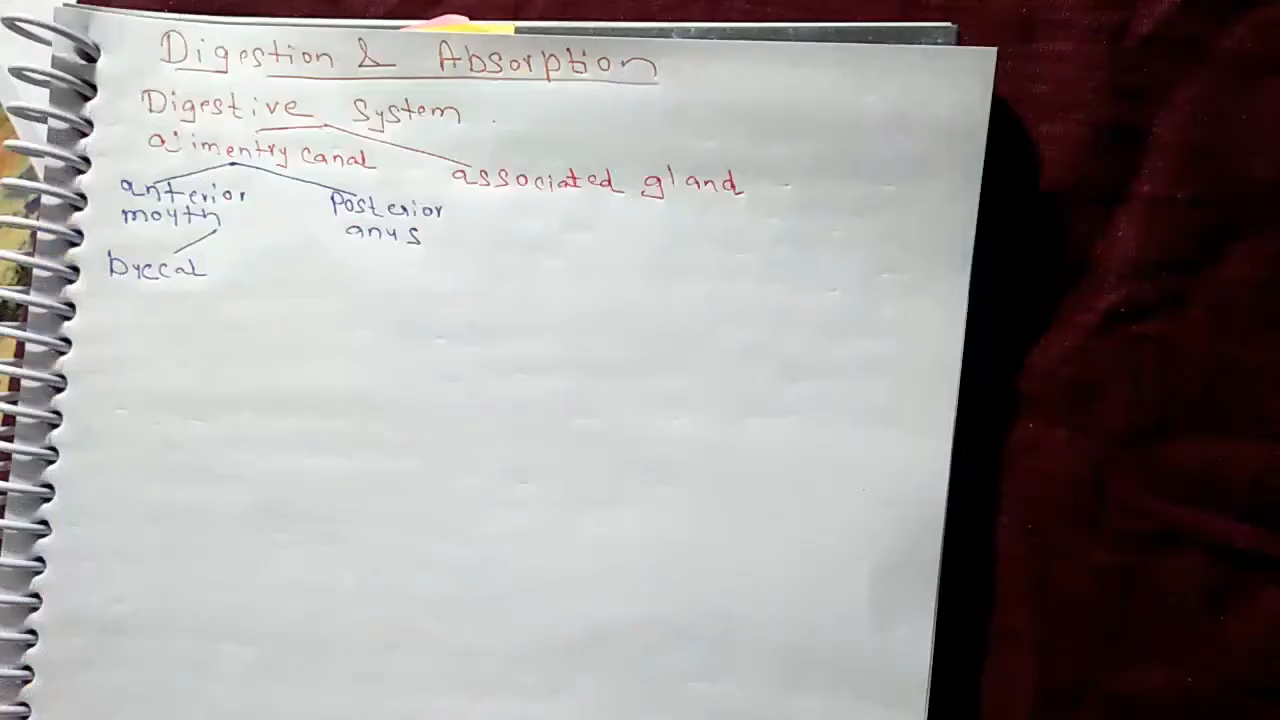 Digestion & Absorption
Digestive system.
alimentry canal
associated gland
anterior
mouth
Posterior
anus
buccal